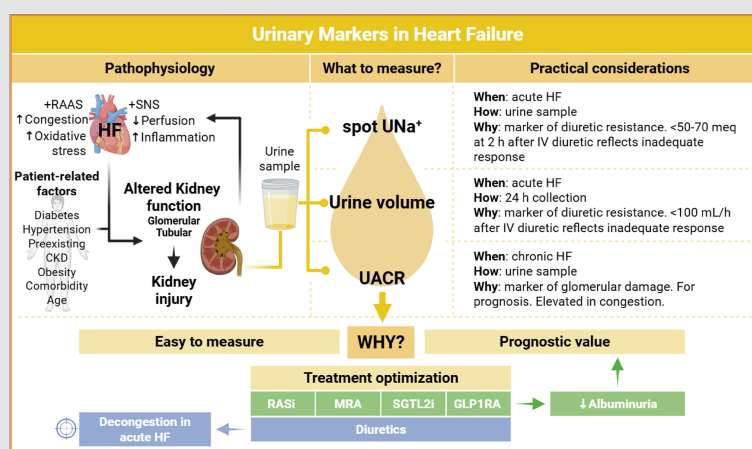 Urinary Markers in Heart Failure
Pathophysiology
What to measure?
Practical considerations
+RAAS
↑Congestion
↑Oxidative
stress
HF
+SNS
↓Perfusion
↑Inflammation
Patient-related
factors
Diabetes
Hypertension
Preexisting
CKD
Obesity
Comorbidity
Age
Altered Kidney
function
Glomerular
Tubular
Kidney
injury
Urine
sample
spot UNa⁺
Urine volume
UACR
When: acute HF
How: urine sample
Why: marker of diuretic resistance. <50-70 meq
at 2 h after IV diuretic reflects inadequate
response
When: acute HF
How: 24 h collection
Why: marker of diuretic resistance. <100 mL/h
after IV diuretic reflects inadequate response
When: chronic HF
How: urine sample
Why: marker of glomerular damage. For
prognosis. Elevated in congestion.
Easy to measure
WHY?
Prognostic value
Treatment optimization
RASi
MRA
SGTL2i
GLP1RA
↓Albuminuria
Diuretics
Decongestion in
acute HF